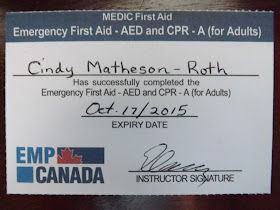 MEDIC First Aid
Emergency First Aid - AED and CPR - A (for Adults)
Cindy Matheson-Roth
Has successfully completed the
Emergency First Aid - AED and CPR - A (for Adults)
Oct. 17/2015
EXPIRY DATE
EMP
CANADA
INSTRUCTOR SIGNATURE